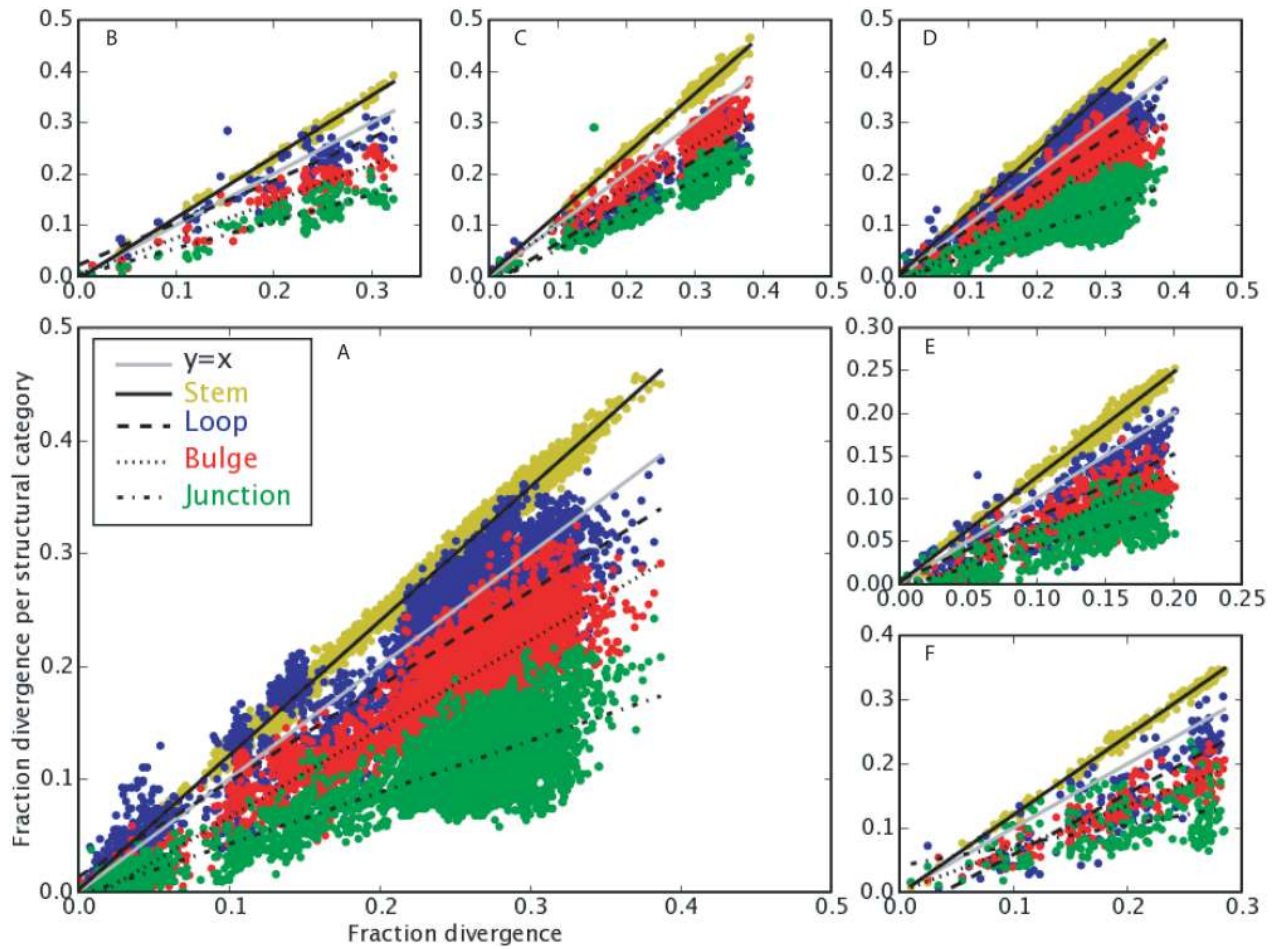 B
0.5
0.4
0.3
0.2
0.1
0.0
0.0 0.1 0.2 0.3
C
0.5
0.4
0.3
0.2
0.1
0.0
0.0 0.1 0.2 0.3 0.4 0.5
D
0.5
0.4
0.3
0.2
0.1
0.0
0.0 0.1 0.2 0.3 0.4 0.5
A
0.5
0.4
0.3
0.2
0.1
0.0
0.0 0.1 0.2 0.3 0.4 0.5
y=x
Stem
Loop
Bulge
Junction
Fraction divergence per structural category
Fraction divergence
E
0.30
0.25
0.20
0.15
0.10
0.05
0.00
0.00 0.05 0.10 0.15 0.20 0.25
F
0.4
0.3
0.2
0.1
0.0
0.0 0.1 0.2 0.3